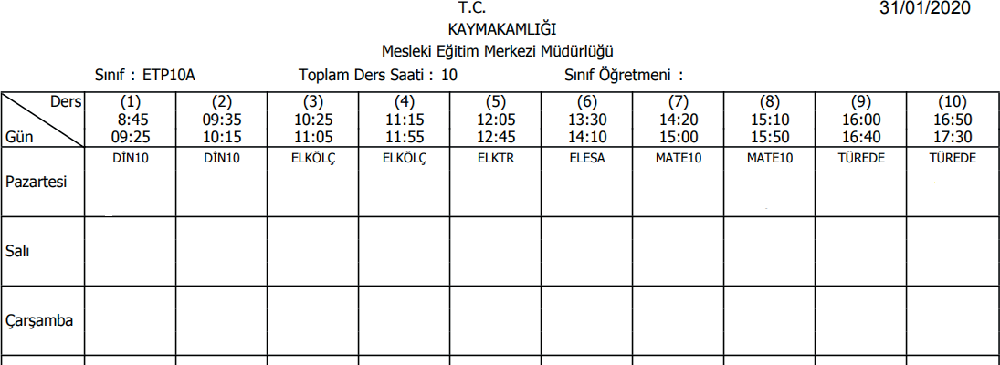 T.C.
31/01/2020
KAYMAKAMLIĞI
Mesleki Eğitim Merkezi Müdürlüğü
Sınıf : ETP10A Toplam Ders Saati : 10 Sınıf Öğretmeni :
Ders (1) (2) (3) (4) (5) (6) (7) (8) (9) (10)
8:45 09:35 10:25 11:15 12:05 13:30 14:20 15:10 16:00 16:50
Gün 09:25 10:15 11:05 11:55 12:45 14:10 15:00 15:50 16:40 17:30
DİN10 DİN10 ELKÖLÇ ELKÖLÇ ELKTR ELESA MATE10 MATE10 TÜREDE TÜREDE
Pazartesi
Salı
Çarşamba